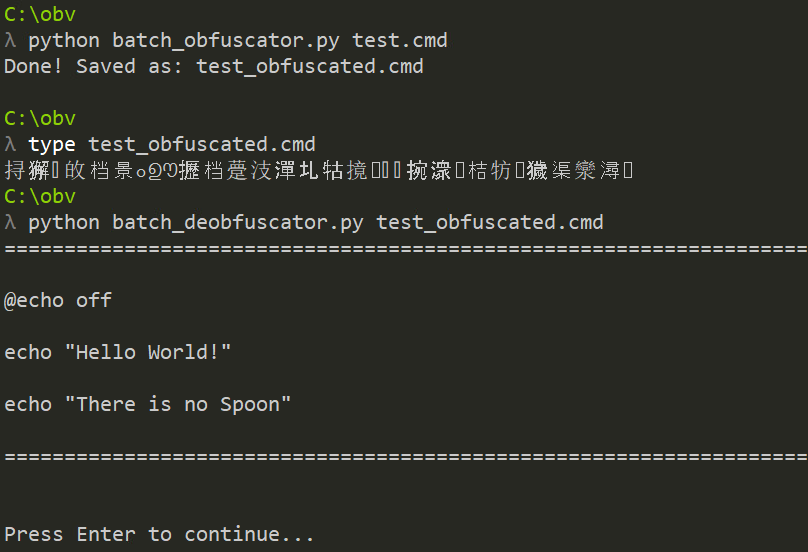 C:\obv
λ python batch_obfuscator.py test.cmd
Done! Saved as: test_obfuscated.cmd
C:\obv
λ type test_obfuscated.cmd
C:\obv
λ python batch_deobfuscator.py test_obfuscated.cmd
===================================================================
@echo off
echo "Hello World!"
echo "There is no Spoon"
===================================================================
Press Enter to continue...